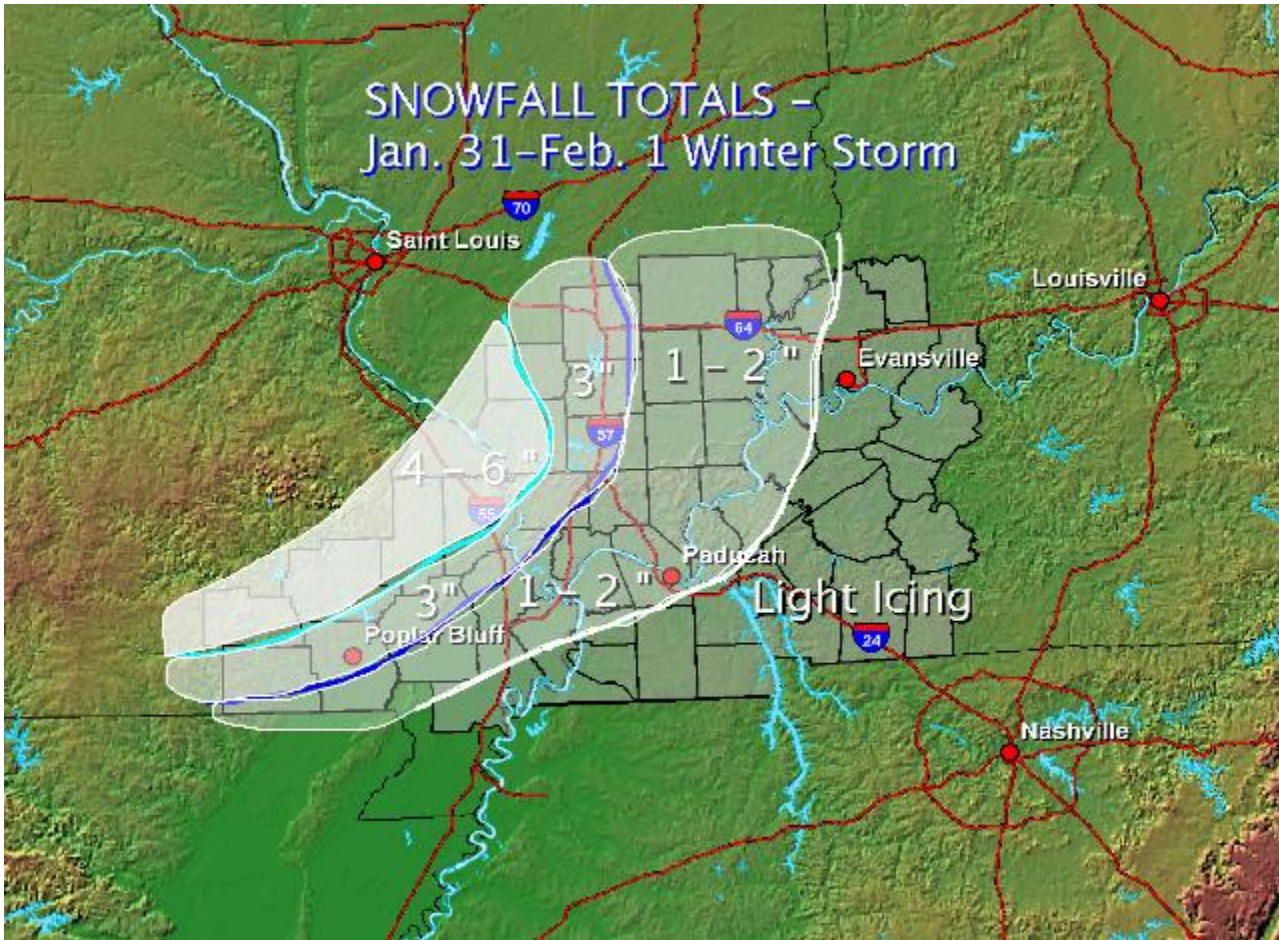 SNOWFALL TOTALS -
Jan. 31-Feb. 1 Winter Storm
70
Saint Louis
Louisville
64
Evansville
3"
1 - 2 "
57
4 - 6 "
55
Paducah
3"
1 - 2 "
Light Icing
Poplar Bluff
24
Nashville